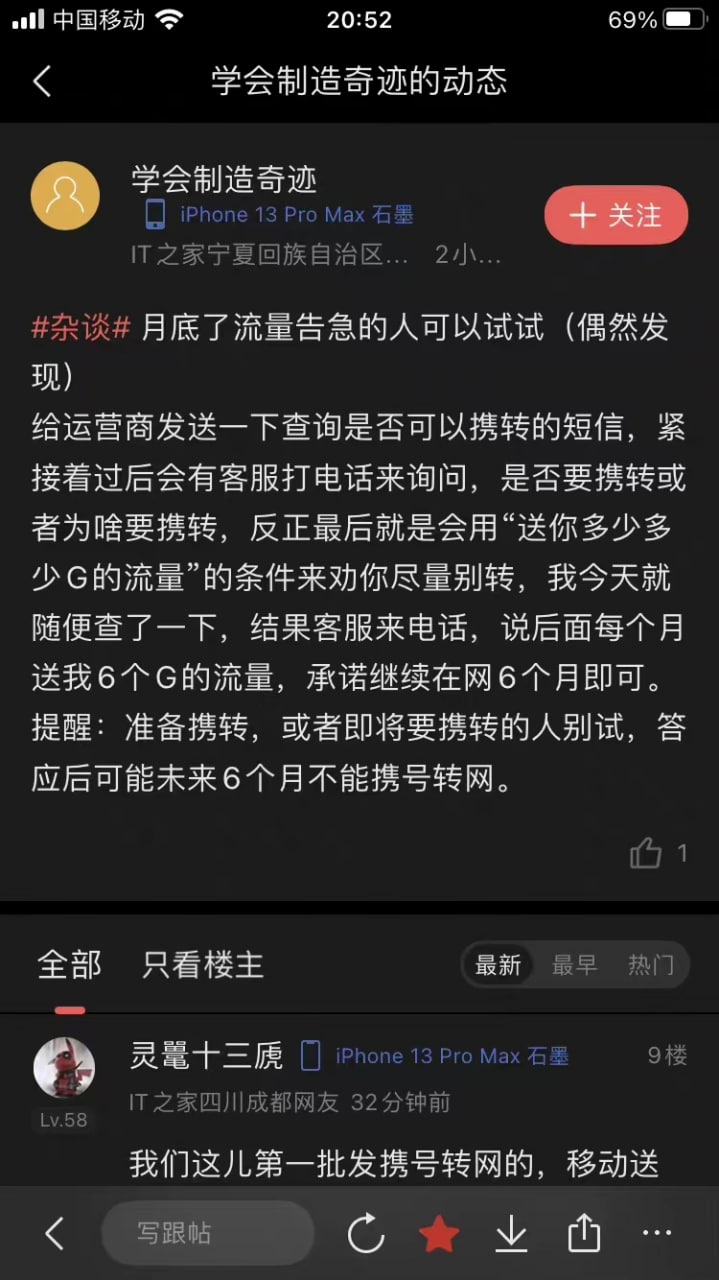 中国移动 20:52 69%
学会制造奇迹的动态
学会制造奇迹
iPhone 13 Pro Max 石墨
+ 关注
IT之家宁夏回族自治区... 2小...
#杂谈# 月底了流量告急的人可以试试（偶然发
现）
给运营商发送一下查询是否可以携转的短信，紧
接着过后会有客服打电话来询问，是否要携转或
者为啥要携转，反正最后就是会用“送你多少多
少G的流量”的条件来劝你尽量别转，我今天就
随便查了一下，结果客服来电话，说后面每个月
送我6个G的流量，承诺继续在网6个月即可。
提醒：准备携转，或者即将要携转的人别试，答
应后可能未来6个月不能携号转网。
1
全部 只看楼主 最新 最早 热门
灵鼍十三虒 iPhone 13 Pro Max 石墨 9楼
IT之家四川成都网友 32分钟前
Lv.58
我们这儿第一批发携号转网的，移动送
写跟帖